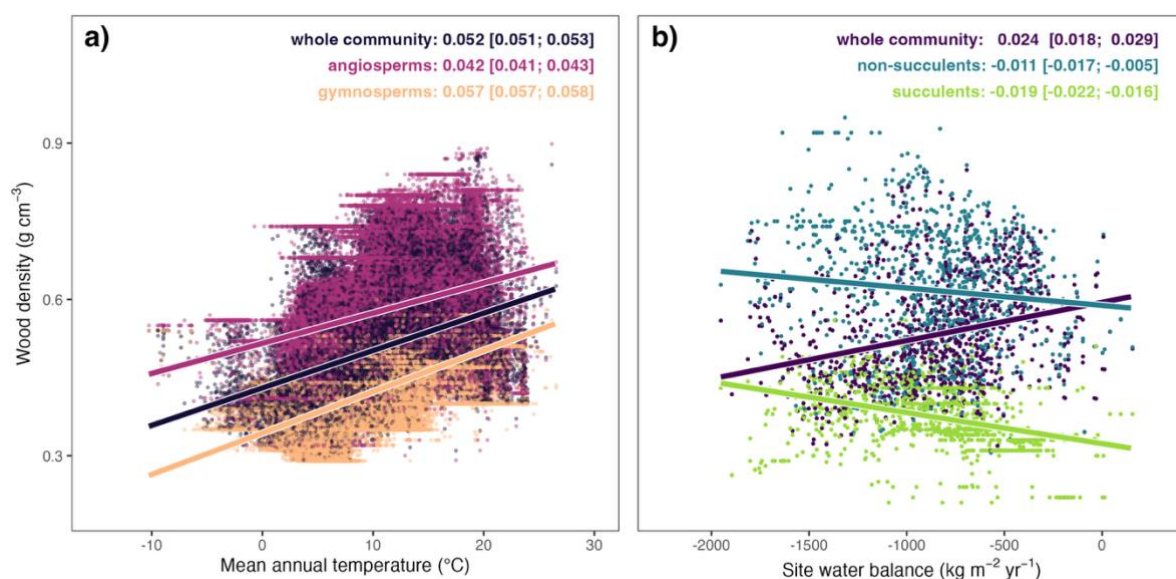 a)
whole community: 0.052 [0.051; 0.053]
angiosperms: 0.042 [0.041; 0.043]
gymnosperms: 0.057 [0.057; 0.058]
b)
whole community: 0.024 [0.018; 0.029]
non-succulents: -0.011 [-0.017; -0.005]
succulents: -0.019 [-0.022; -0.016]
Wood density (g cm⁻³)
0.9
0.6
0.3
-10 0 10 20 30
Mean annual temperature (°C)
-2000 -1500 -1000 -500 0
Site water balance (kg m⁻² yr⁻¹)